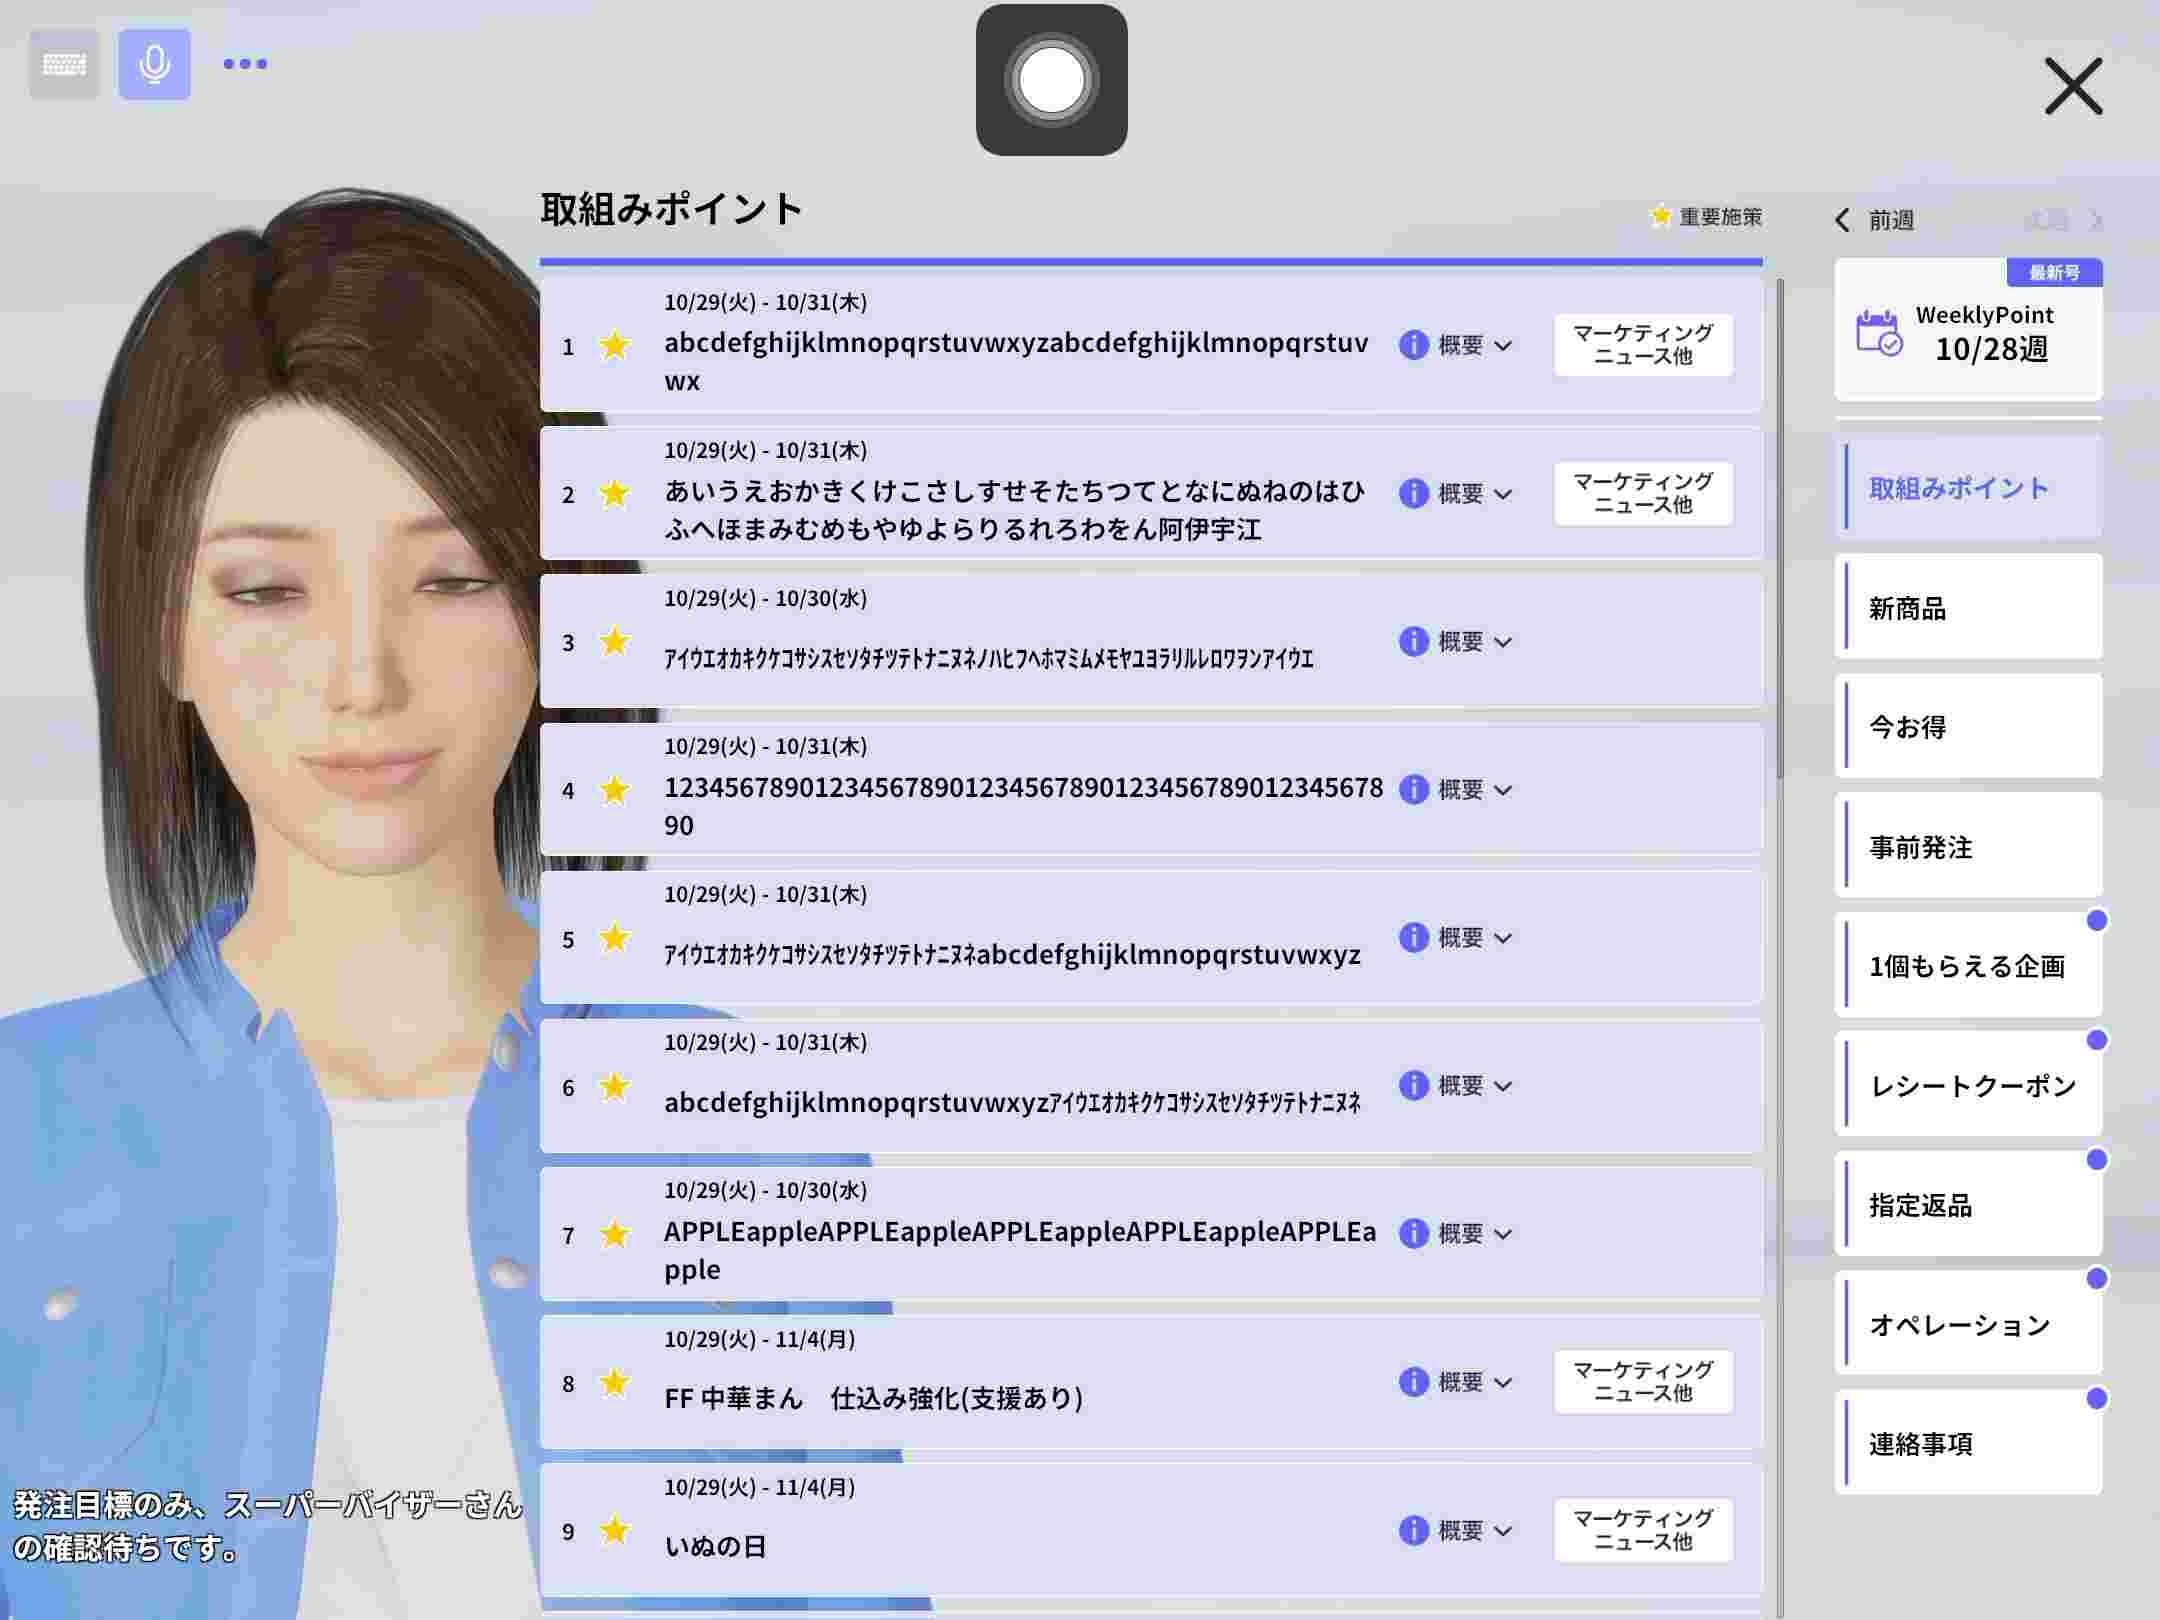 取組みポイント
重要施策
1
10/29(火) - 10/31(木)
abcdefghijklmnopqrstuvwxyzabcdefghijklmnopqrstuv
wx
概要
マーケティング
ニュース他
2
10/29(火) - 10/31(木)
あいうえおかきくけこさしすせそたちつてとなにぬねのはひ
ふへほまみむめもやゆよらりるれろわをん阿伊宇江
概要
マーケティング
ニュース他
3
10/29(火) - 10/30(水)
ｱｲｳｴｵｶｷｸｹｺｻｼｽｾｿﾀﾁﾂﾃﾄﾅﾆﾇﾈﾉﾊﾋﾌﾍﾎﾏﾐﾑﾒﾓﾔﾕﾖﾗﾘﾙﾚﾛﾜｦﾝｱｲｳｴ
概要
4
10/29(火) - 10/31(木)
123456789012345678901234567890123456789012345678
90
概要
5
10/29(火) - 10/31(木)
ｱｲｳｴｵｶｷｸｹｺｻｼｽｾｿﾀﾁﾂﾃﾄﾅﾆﾇﾈabcdefghijklmnopqrstuvwxyz
概要
6
10/29(火) - 10/31(木)
abcdefghijklmnopqrstuvwxyzｱｲｳｴｵｶｷｸｹｺｻｼｽｾｿﾀﾁﾂﾃﾄﾅﾆﾇﾈ
概要
7
10/29(火) - 10/30(水)
APPLEappleAPPLEappleAPPLEappleAPPLEappleAPPLEa
pple
概要
8
10/29(火) - 11/4(月)
FF 中華まん　仕込み強化(支援あり)
概要
マーケティング
ニュース他
9
10/29(火) - 11/4(月)
いぬの日
概要
マーケティング
ニュース他
前週
次週
最新号
WeeklyPoint
10/28週
取組みポイント
新商品
今お得
事前発注
1個もらえる企画
レシートクーポン
指定返品
オペレーション
連絡事項
発注目標のみ、スーパーバイザーさん
の確認待ちです。